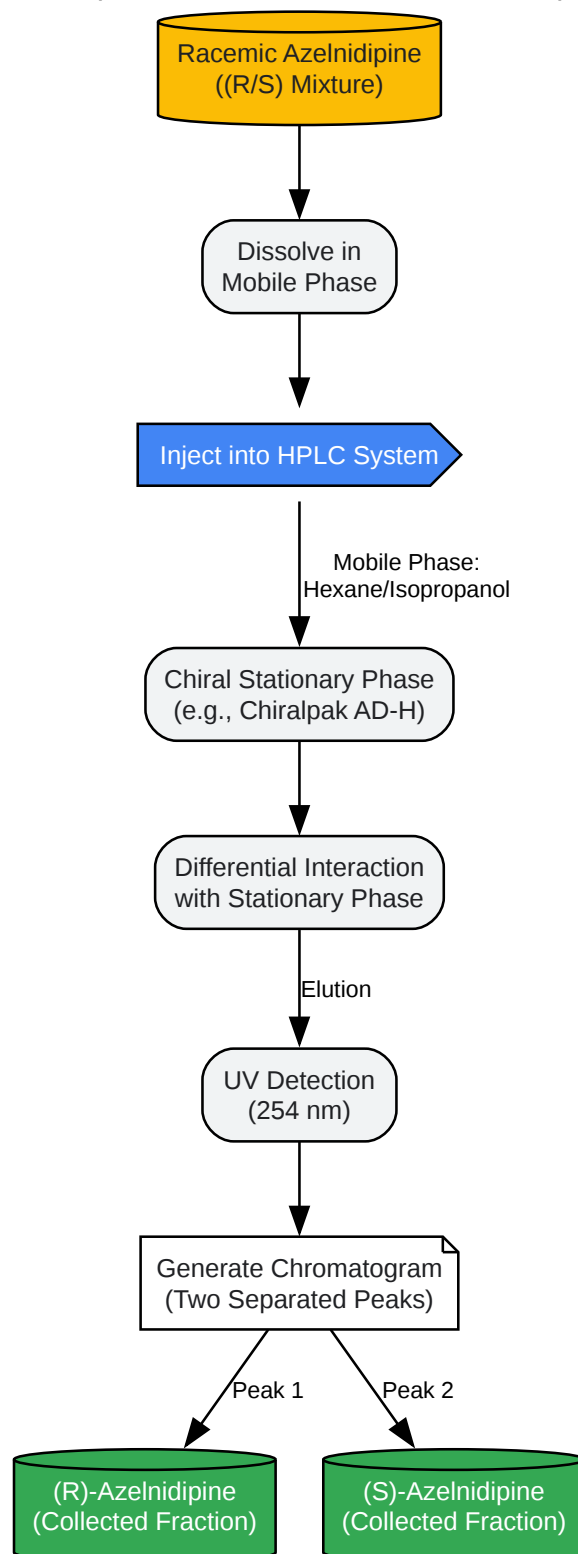 Racemic Azelnidipine
((R/S) Mixture)
Dissolve in
Mobile Phase
Inject into HPLC System
Mobile Phase:
Hexane/Isopropanol
Chiral Stationary Phase
(e.g., Chiralpak AD-H)
Differential Interaction
with Stationary Phase
Elution
UV Detection
(254 nm)
Generate Chromatogram
(Two Separated Peaks)
Peak 1
Peak 2
(R)-Azelnidipine
(Collected Fraction)
(S)-Azelnidipine
(Collected Fraction)